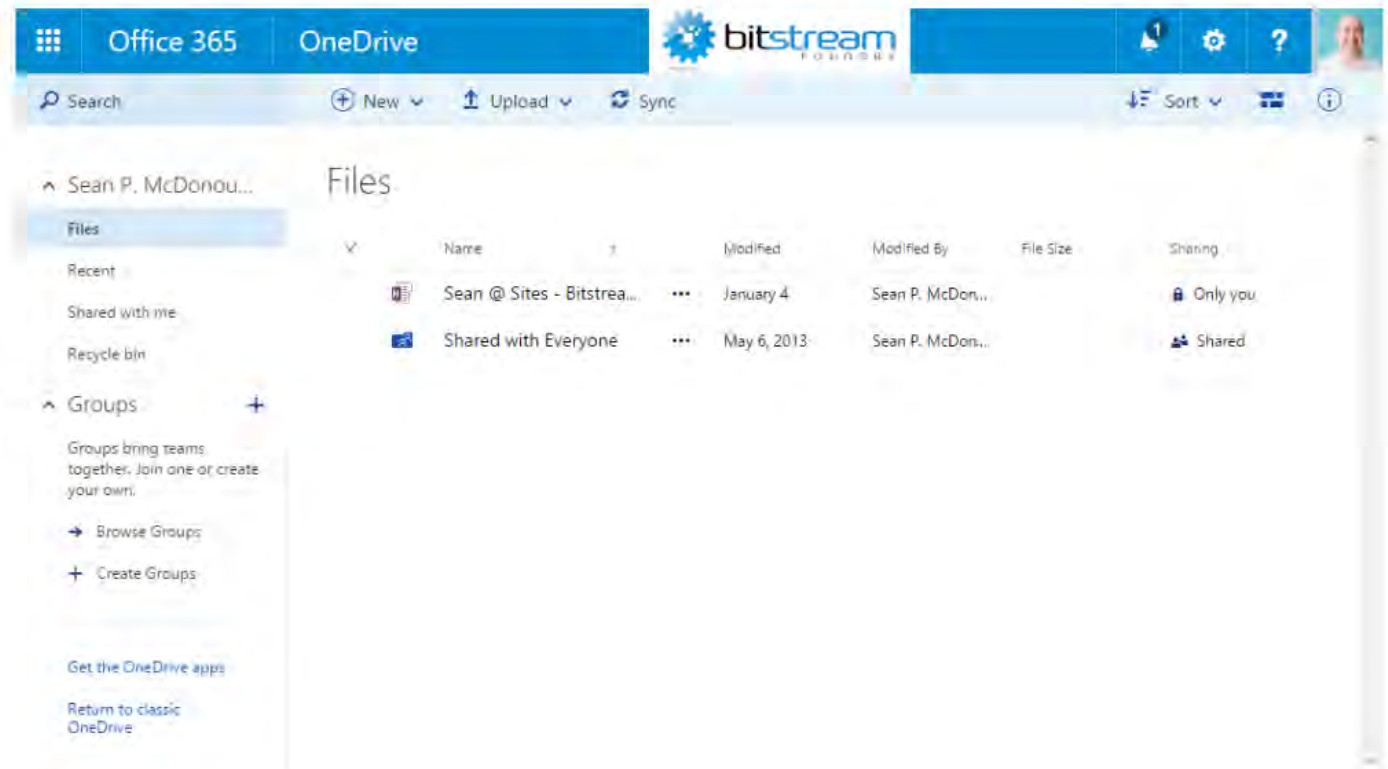 Office 365 OneDrive bitstream FOUNDRY 1 ?
Search New Upload Sync Sort
Sean P. McDonou...
Files
Files
Recent
Shared with me
Recycle bin
Name Modified Modified By File Size Sharing
Sean @ Sites - Bitstrea... ... January 4 Sean P. McDon... Only you
Shared with Everyone ... May 6, 2013 Sean P. McDon... Shared
Groups +
Groups bring teams
together. Join one or create
your own.
Browse Groups
+ Create Groups
Get the OneDrive apps
Return to classic
OneDrive